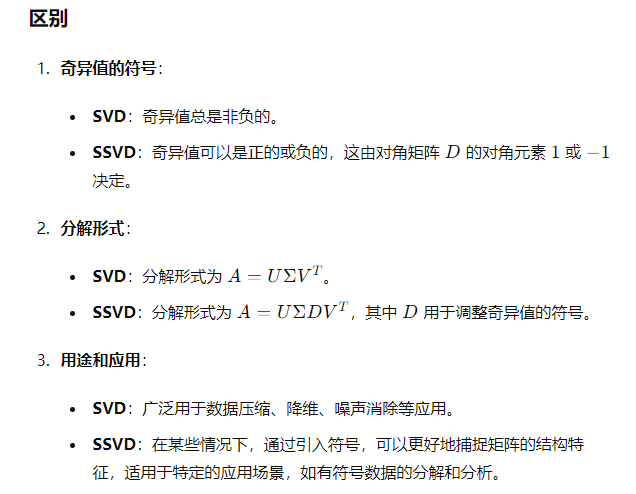 区别
1. 奇异值的符号：
• SVD：奇异值总是非负的。
• SSVD：奇异值可以是正的或负的，这由对角矩阵 D 的对角元素 1 或 −1
决定。
2. 分解形式：
• SVD：分解形式为 A = UΣV^T。
• SSVD：分解形式为 A = UΣDV^T，其中 D 用于调整奇异值的符号。
3. 用途和应用：
• SVD：广泛用于数据压缩、降维、噪声消除等应用。
• SSVD：在某些情况下，通过引入符号，可以更好地捕捉矩阵的结构特
征，适用于特定的应用场景，如有符号数据的分解和分析。